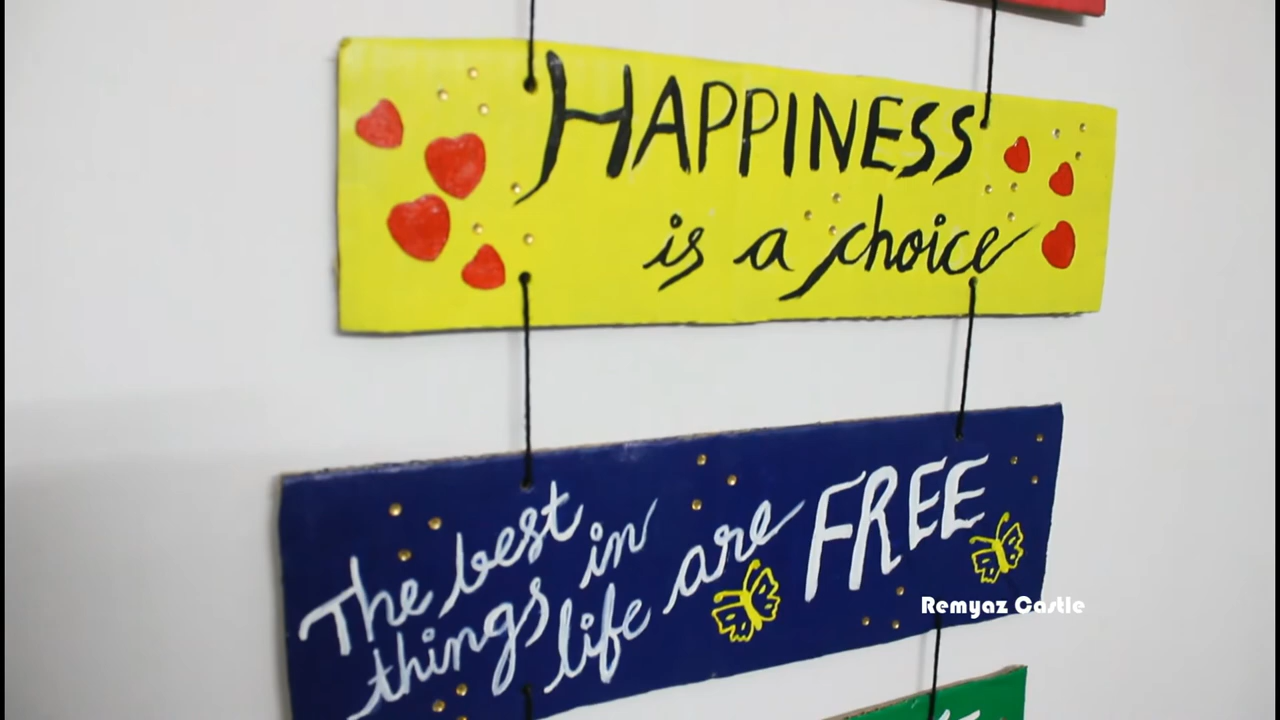 HAPPINESS
is a choice
The best
things in
life are FREE
Remyaz Castle